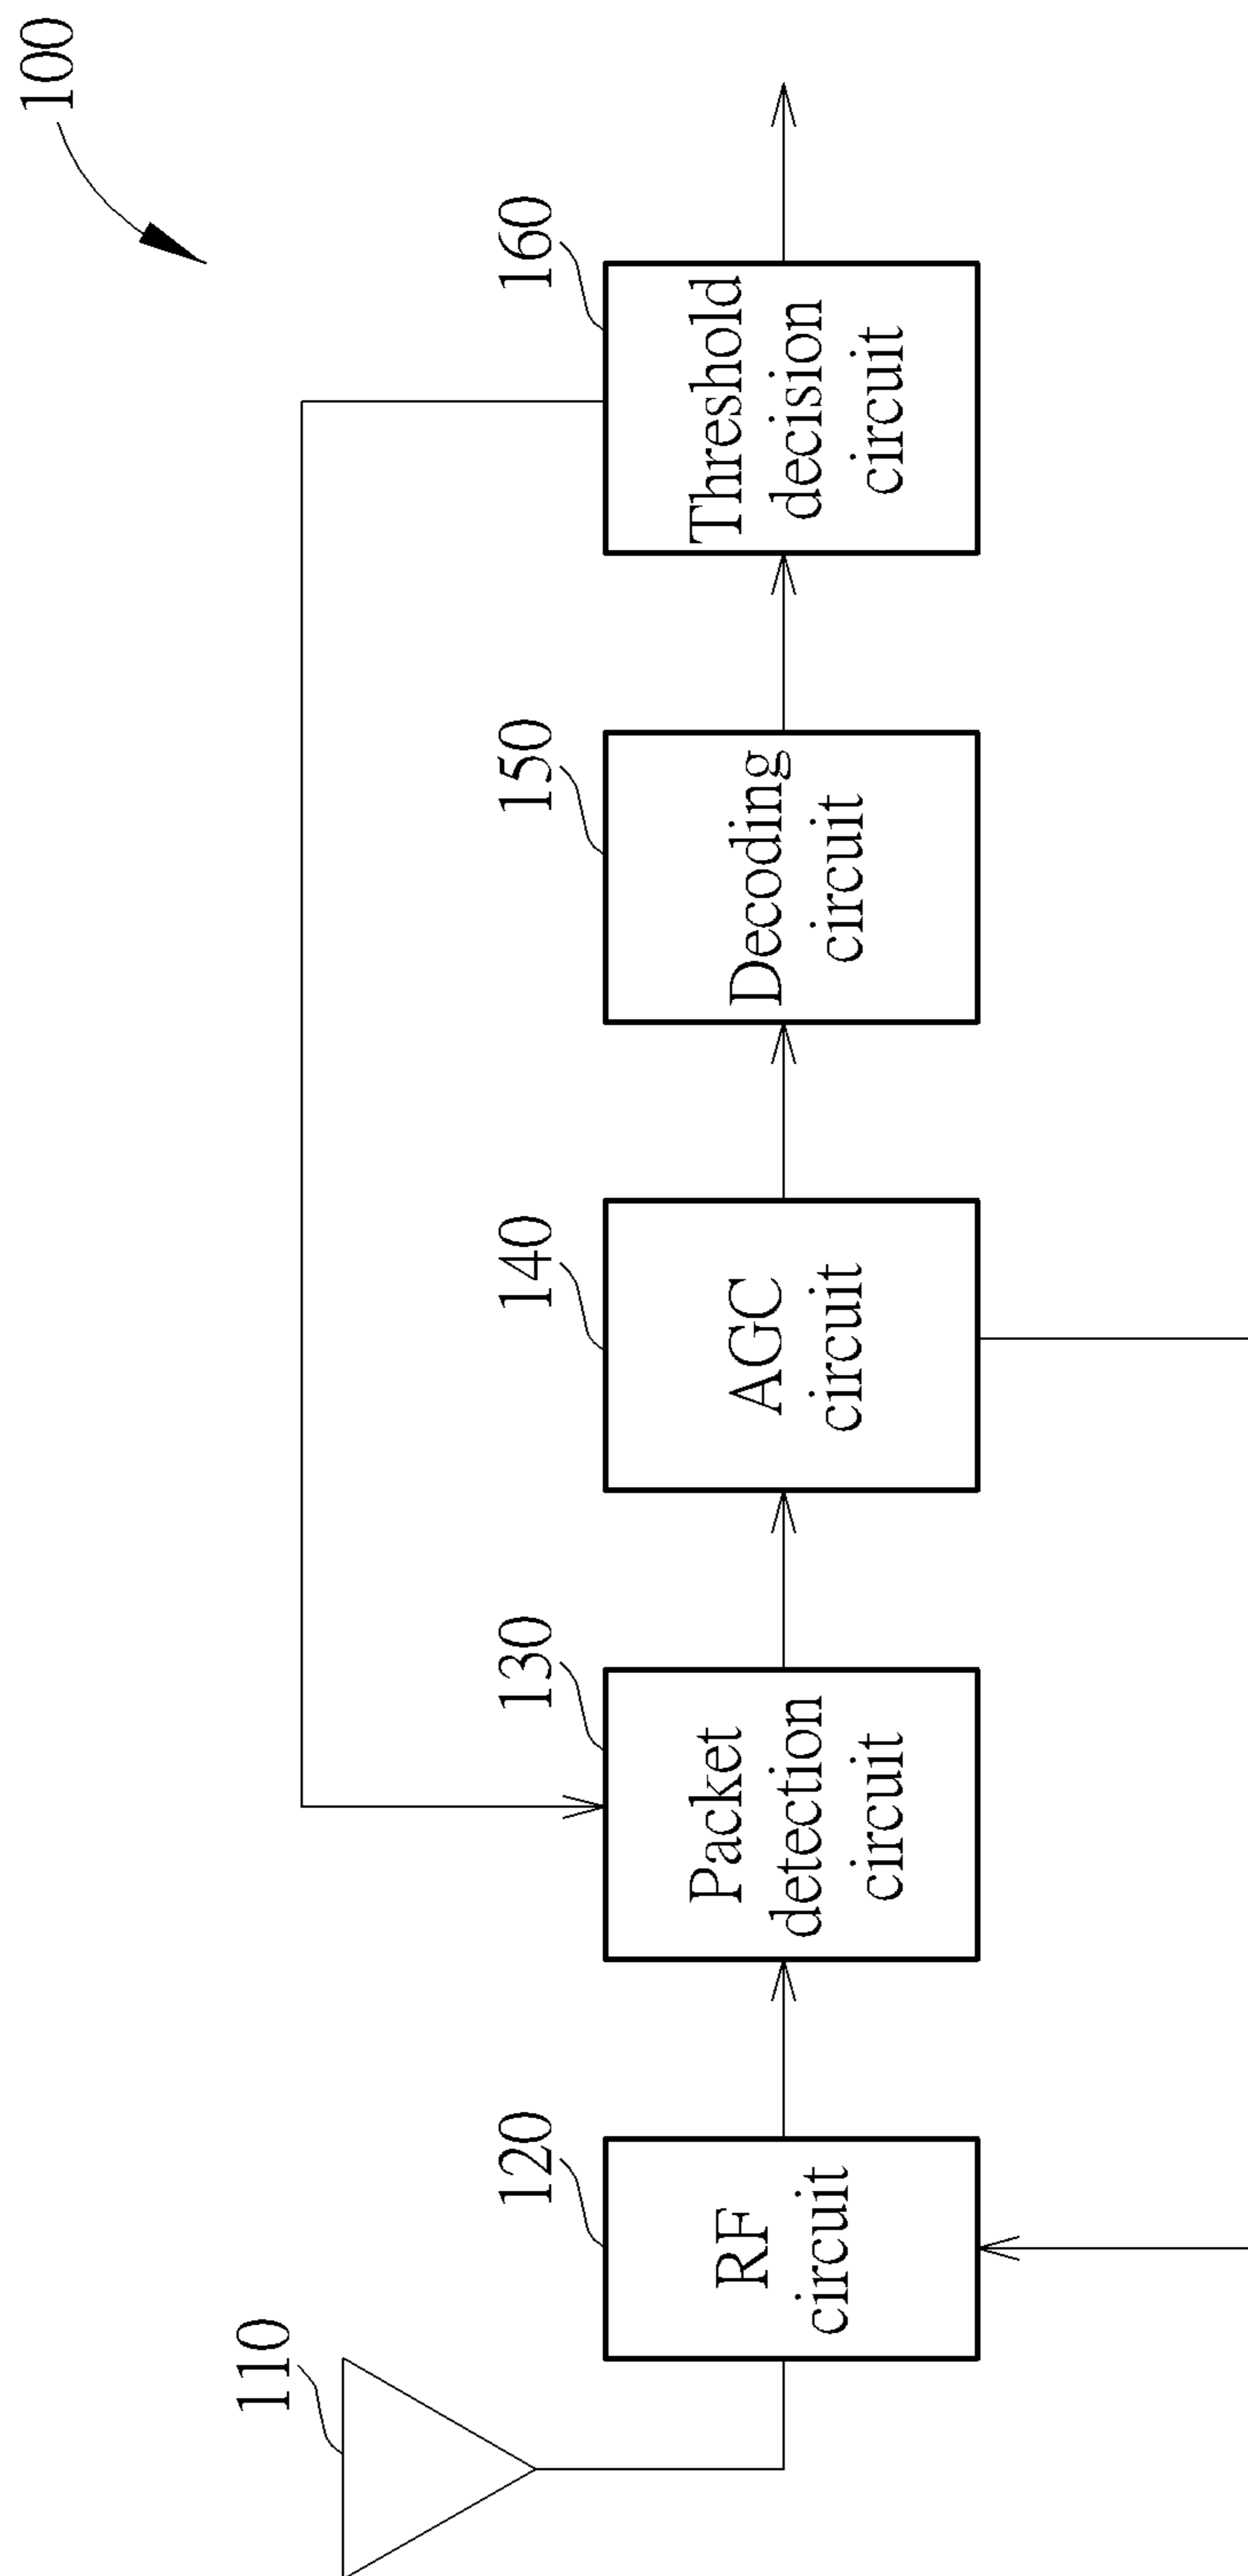 100
110
120
RF
circuit
130
Packet
detection
circuit
140
AGC
circuit
150
Decoding
circuit
160
Threshold
decision
circuit